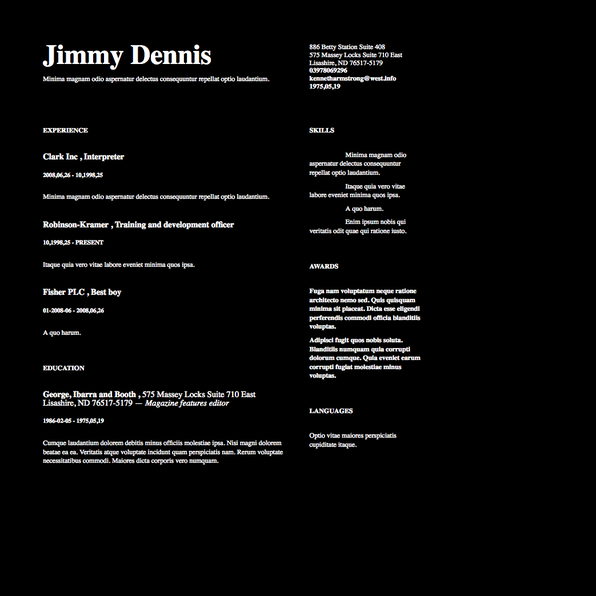 Jimmy Dennis
Minima magnam odio aspernatur delectus consequuntur repellat optio laudantium.
886 Betty Station Suite 408
575 Massey Locks Suite 710 East
Lisashire, ND 76517-5179
03978069296
kennetharmstrong@west.info
1975,05,19
EXPERIENCE
Clark Inc , Interpreter
2008,06,26 - 10,1998,25
Minima magnam odio aspernatur delectus consequuntur repellat optio laudantium.
Robinson-Kramer , Training and development officer
10,1998,25 - PRESENT
Itaque quia vero vitae labore eveniet minima quos ipsa.
Fisher PLC , Best boy
01-2008-06 - 2008,06,26
A quo harum.
EDUCATION
George, Ibarra and Booth , 575 Massey Locks Suite 710 East
Lisashire, ND 76517-5179 — Magazine features editor
1986-02-05 - 1975,05,19
Cumque laudantium dolorem debitis minus officiis molestiae ipsa. Nisi magni dolorem
beatae ea ea. Veritatis atque voluptate incidunt quam perspiciatis nam. Rerum voluptate
necessitatibus commodi. Maiores dicta corporis vero numquam.
SKILLS
Minima magnam odio
aspernatur delectus consequuntur
repellat optio laudantium.
Itaque quia vero vitae
labore eveniet minima quos ipsa.
A quo harum.
Enim ipsum nobis qui
veritatis odit quae qui ratione iusto.
AWARDS
Fuga nam voluptatum neque ratione
architecto nemo sed. Quis quisquam
minima sit placeat. Dicta esse eligendi
perferendis commodi officia blanditiis
voluptas.
Adipisci fugit quos nobis soluta.
Blanditiis numquam quia corrupti
dolorum cumque. Quia eveniet earum
corrupti fugiat molestiae minus
voluptas.
LANGUAGES
Optio vitae maiores perspiciatis
cupiditate itaque.